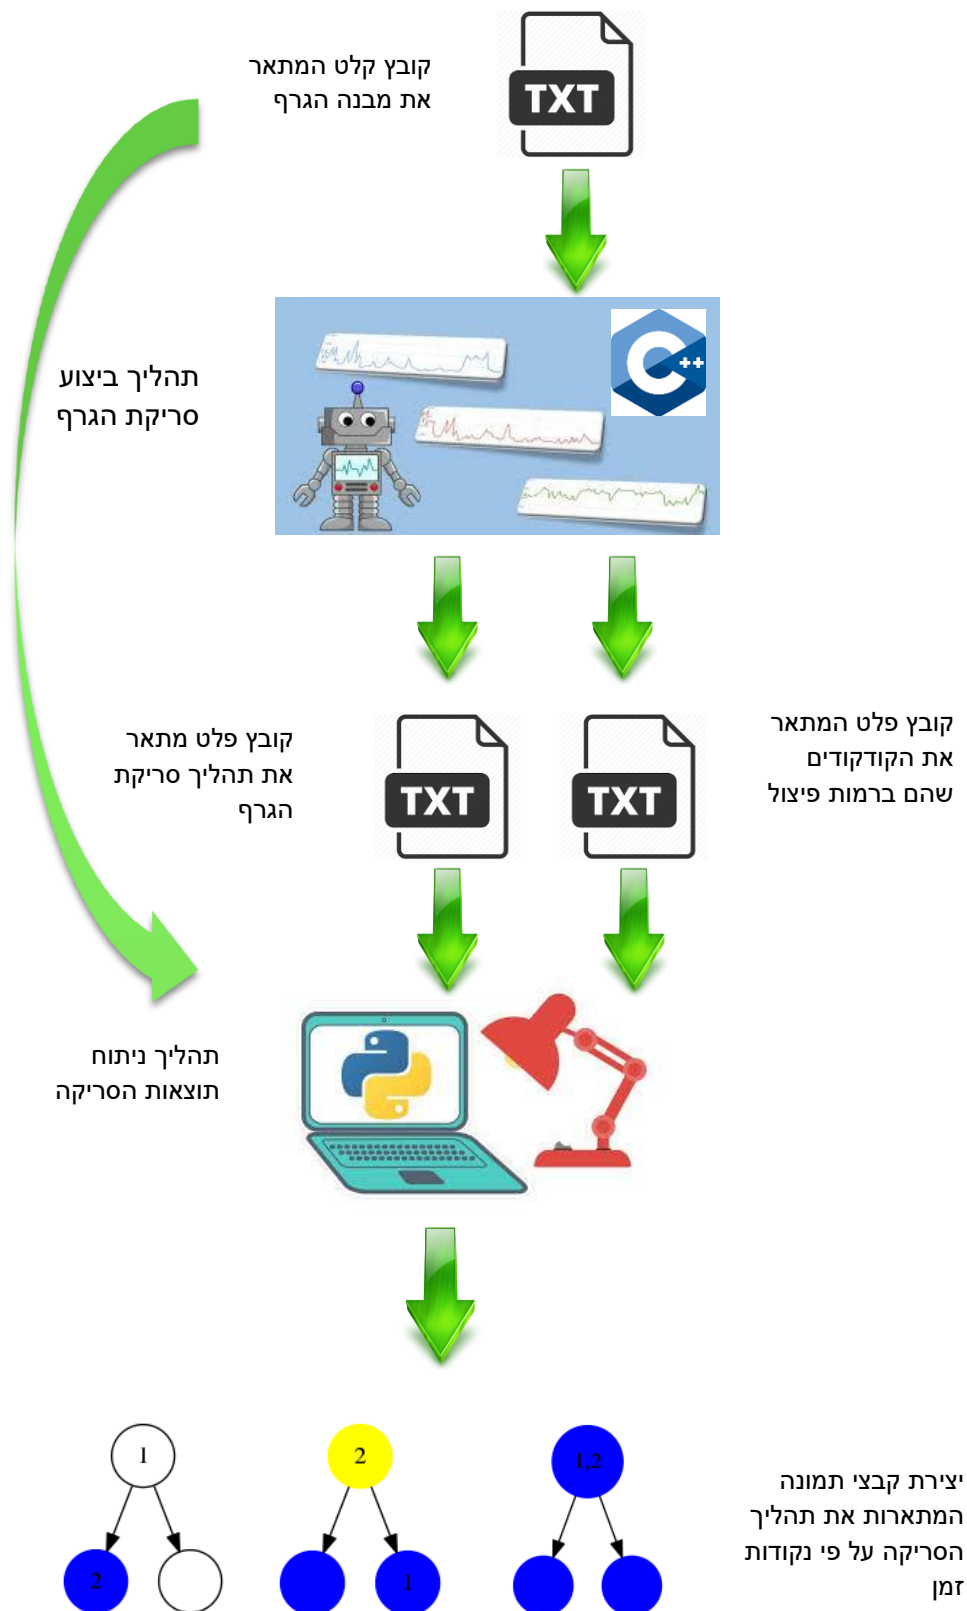 קובץ קלט המתאר
את מבנה הגרף
TXT
C++
תהליך ביצוע
סריקת הגרף
קובץ פלט המתאר
את הקודקודים
שהם ברמות פיצול
TXT
TXT
קובץ פלט מתאר
את תהליך סריקת
הגרף
תהליך ניתוח
תוצאות הסריקה
יצירת קבצי תמונה
המתארות את תהליך
הסריקה על פי נקודות
זמן
1,2
2
1
1
2